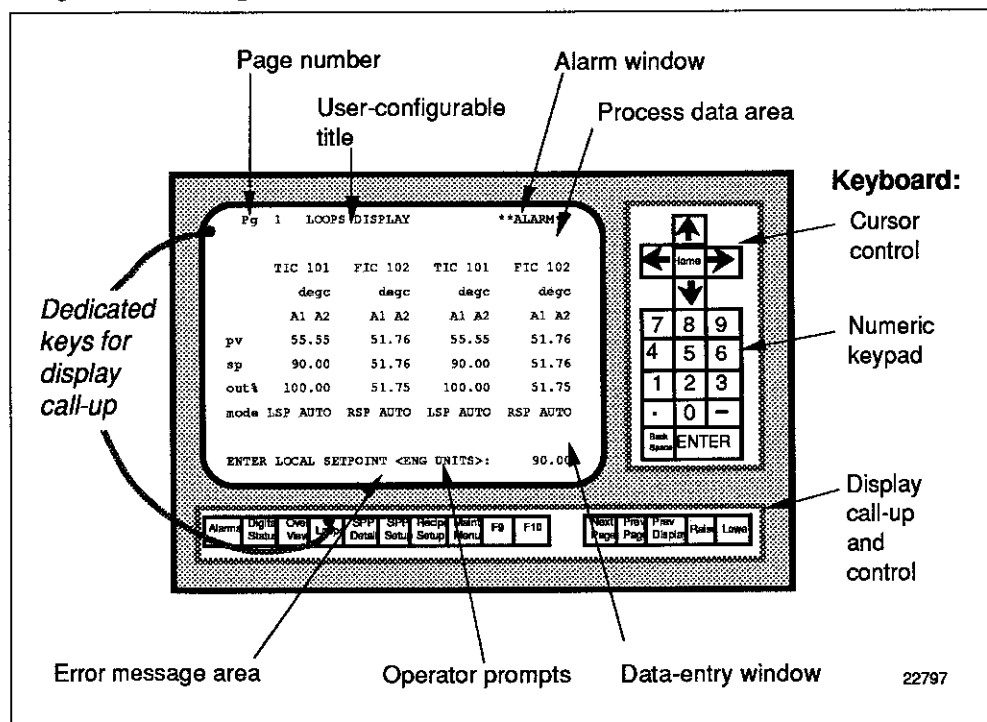 Page number
Alarm window
User-configurable
title
Process data area
Keyboard:
Cursor
control
Numeric
keypad
Display
call-up
and
control
Dedicated
keys for
display
call-up
Pg 1 LOOPS DISPLAY **ALARM*
TIC 101 FIC 102 TIC 101 FIC 102
degc degc degc degc
A1 A2 A1 A2 A1 A2 A1 A2
pv 55.55 51.76 55.55 51.76
sp 90.00 51.76 90.00 51.76
out% 100.00 51.75 100.00 51.75
mode LSP AUTO RSP AUTO LSP AUTO RSP AUTO
ENTER LOCAL SETPOINT <ENG UNITS>: 90.00
Home
7 8 9
4 5 6
1 2 3
. 0 –
Back Space ENTER
Alarms Digital Status Over View SPP Detail SPP Setup Recipe Setup Maint Menu F9 F10 Next Page Prev Page Prev Display Raise Lower
Error message area
Operator prompts
Data-entry window
22797